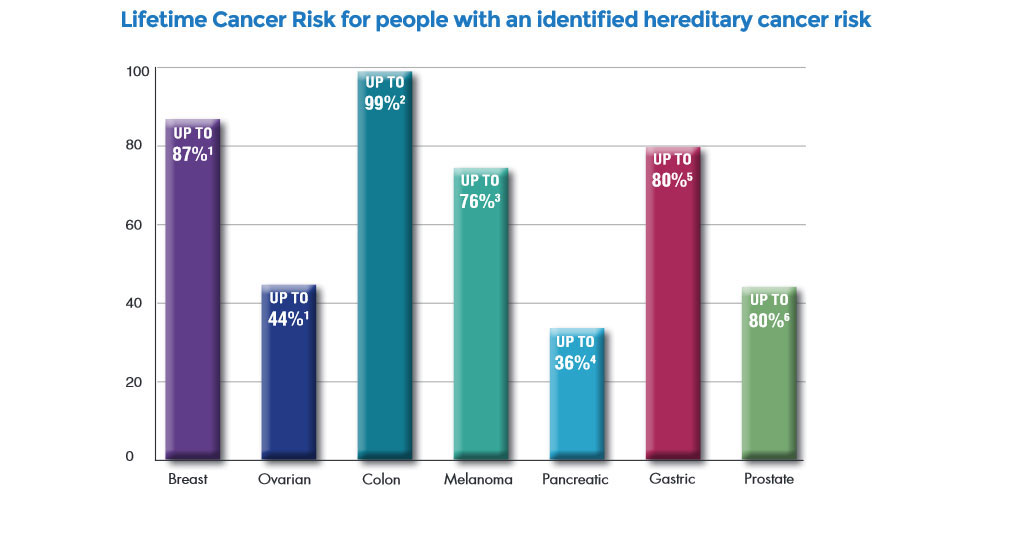 Lifetime Cancer Risk for people with an identified hereditary cancer risk
100
80
60
40
20
0
UP TO
87%¹
UP TO
44%¹
UP TO
99%²
UP TO
76%³
UP TO
36%⁴
UP TO
80%⁵
UP TO
80%⁶
Breast
Ovarian
Colon
Melanoma
Pancreatic
Gastric
Prostate